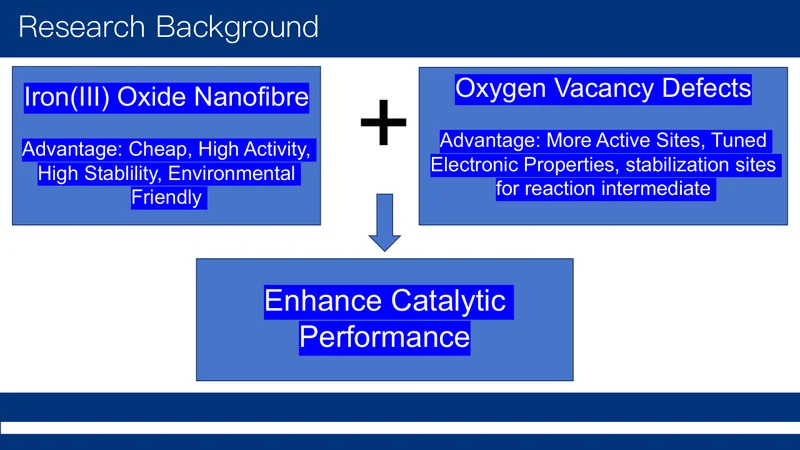 Research Background
Iron(III) Oxide Nanofibre
Advantage: Cheap, High Activity,
High Stablility, Environmental
Friendly
+
Oxygen Vacancy Defects
Advantage: More Active Sites, Tuned
Electronic Properties, stabilization sites
for reaction intermediate
Enhance Catalytic
Performance